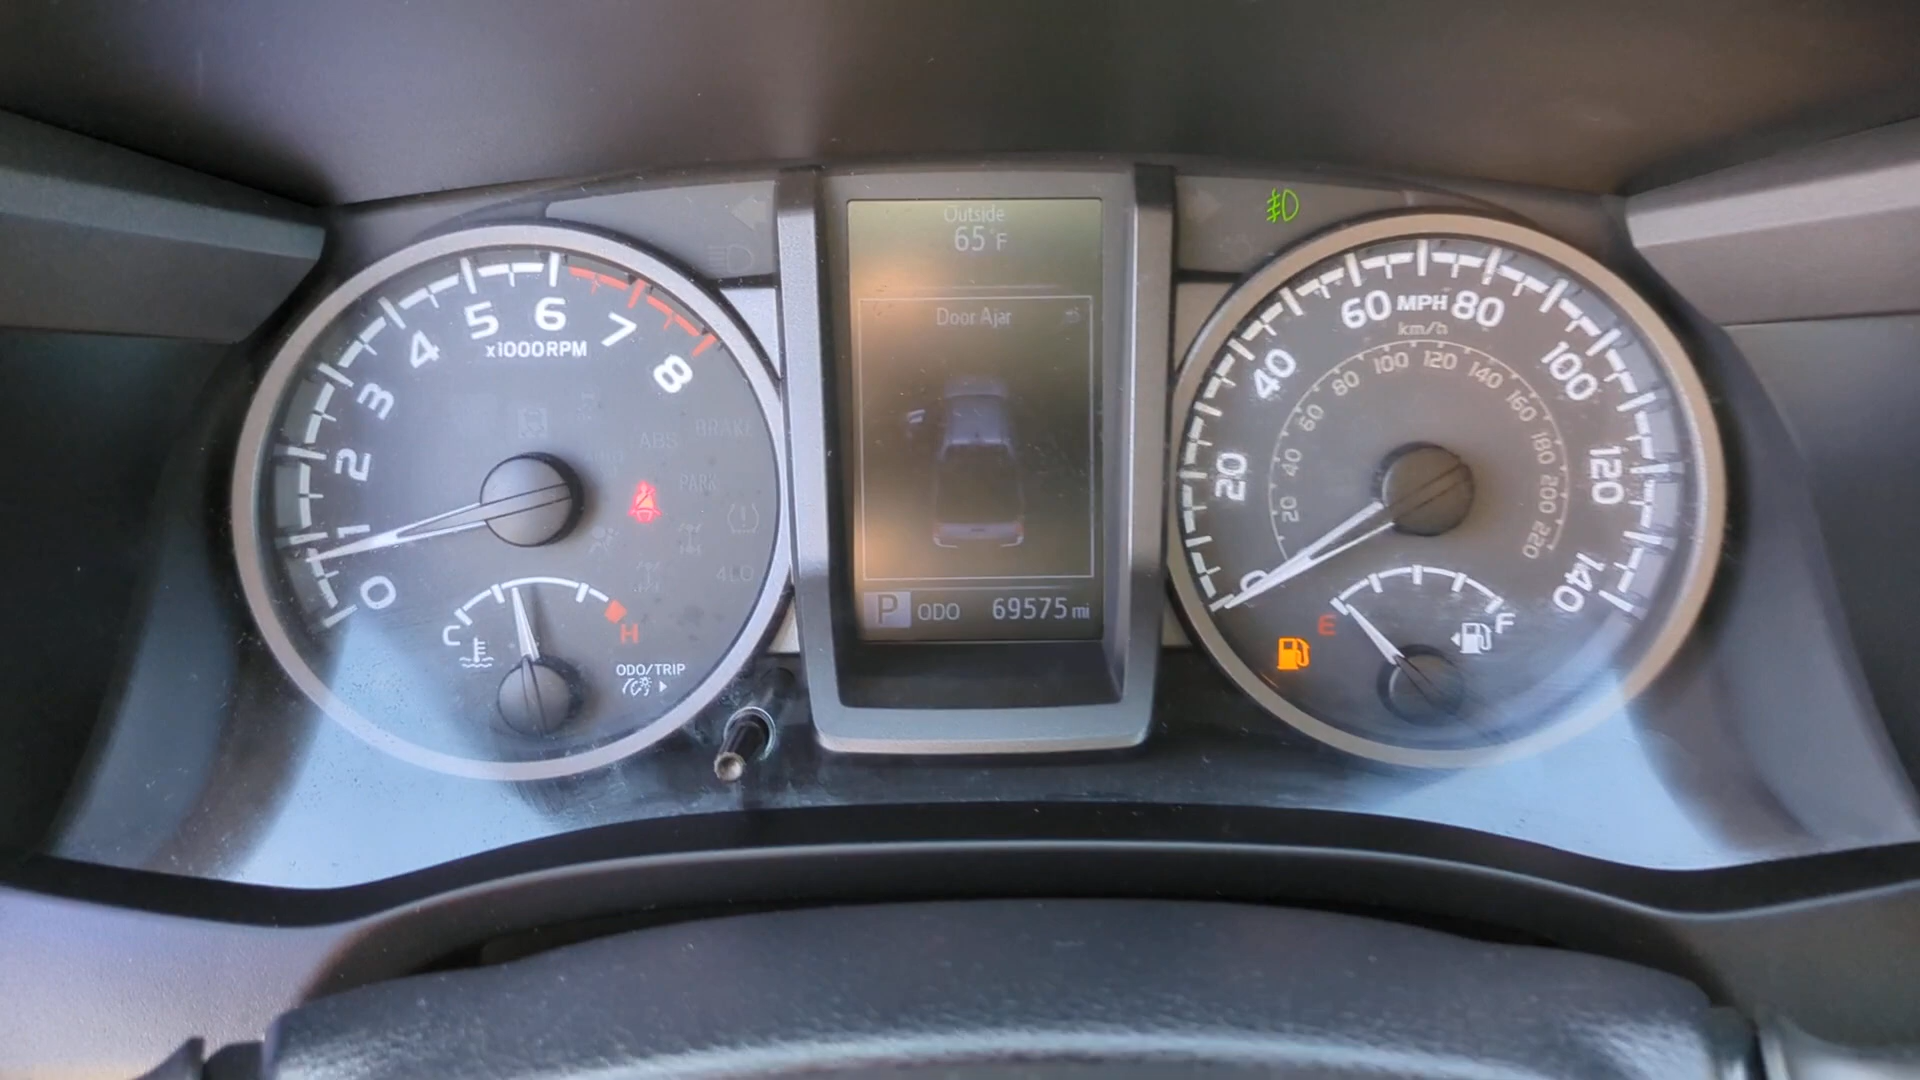 Outside
65°F
Door Ajar
P ODO 69575 mi
0 1 2 3 4 5 6 7 8
x1000RPM
ABS
BRAKE
PARK
4LO
C H
ODO/TRIP
0 20 40 60 MPH 80 100 120 140
km/h
20 40 60 80 100 120 140 160 180 200 220
E F